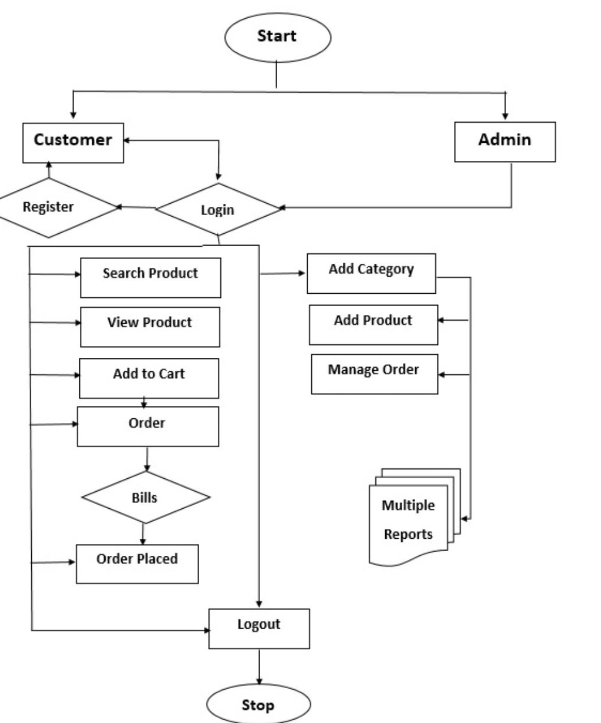 Start
Customer
Admin
Register
Login
Search Product
View Product
Add to Cart
Order
Bills
Order Placed
Add Category
Add Product
Manage Order
Multiple
Reports
Logout
Stop